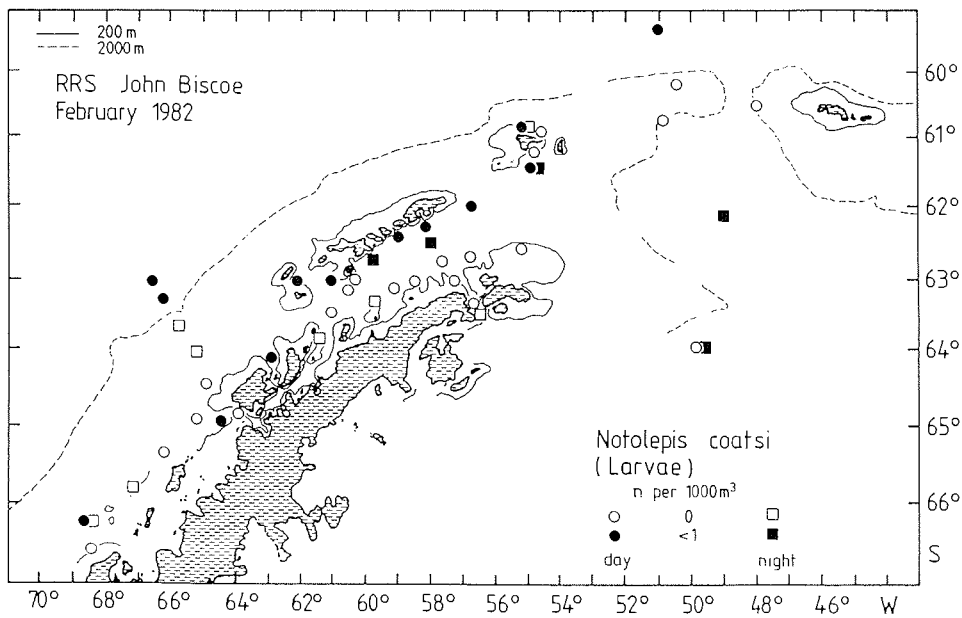 200 m
2000 m
RRS John Biscoe
February 1982
60°
61°
62°
63°
64°
65°
66°
S
Notolepis coatsi
(Larvae)
n per 1000m³
0
<1
day night
70° 68° 66° 64° 62° 60° 58° 56° 54° 52° 50° 48° 46° W